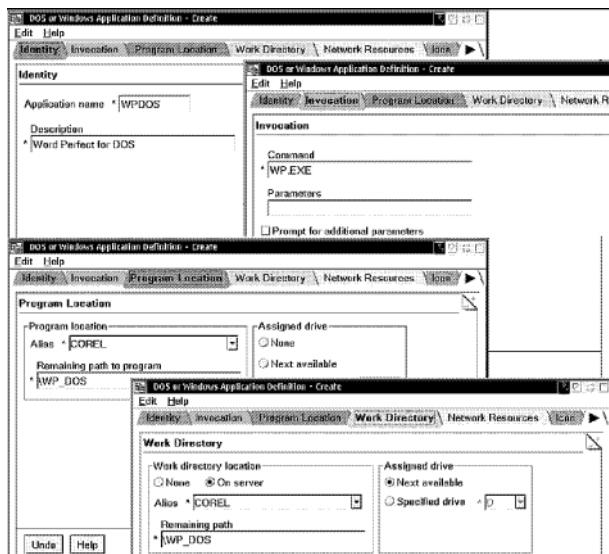 DOS or Windows Application Definition - Create
Edit Help
Identity Invocation Program Location Work Directory Network Resources Icon
Identity
Application name * WPDOS
Description
* Word Perfect for DOS
DOS or Windows Application Definition - Create
Edit Help
Identity Invocation Program Location Work Directory Network R
Invocation
Command
* WP.EXE
Parameters
Prompt for additional parameters
DOS or Windows Application Definition - Create
Edit Help
Identity Invocation Program Location Work Directory Network Resources Icon
Program Location
Program location
Alias * COREL
Remaining path to program
* \WP_DOS
Assigned drive
None
Next available
Undo Help
DOS or Windows Application Definition - Create
Edit Help
Identity Invocation Program Location Work Directory Network Resources Icon
Work Directory
Work directory location
None On server
Alias * COREL
Remaining path
* \WP_DOS
Assigned drive
Next available
Specified drive * D